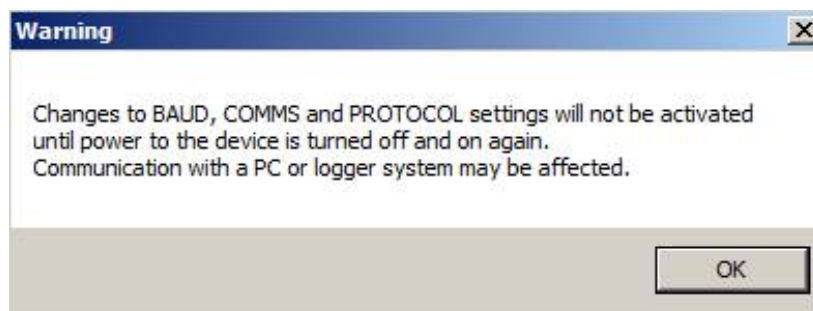 Warning
Changes to BAUD, COMMS and PROTOCOL settings will not be activated
until power to the device is turned off and on again.
Communication with a PC or logger system may be affected.
OK